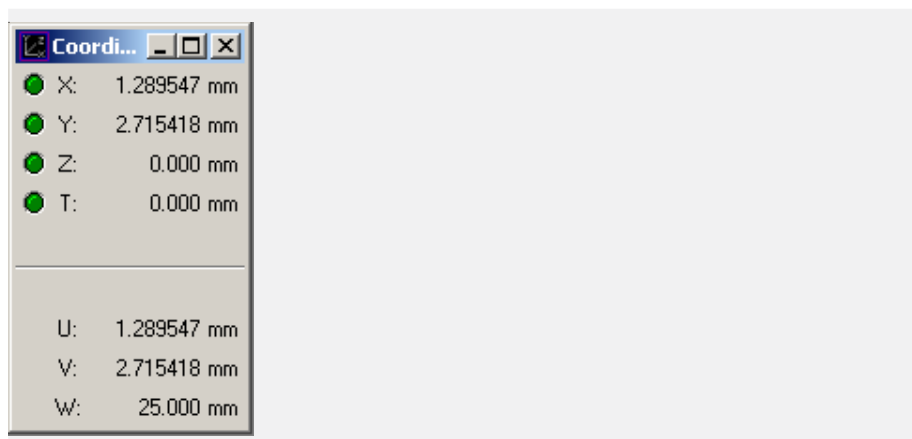 Coordi...
X: 1.289547 mm
Y: 2.715418 mm
Z: 0.000 mm
T: 0.000 mm
U: 1.289547 mm
V: 2.715418 mm
W: 25.000 mm